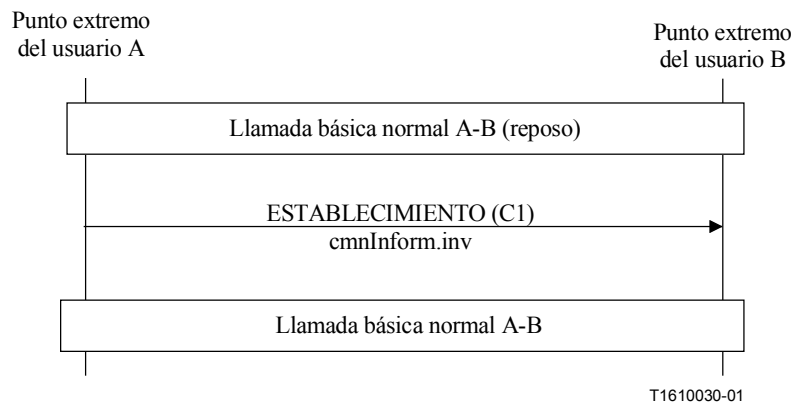 Punto extremo
del usuario A
Punto extremo
del usuario B
Llamada básica normal A-B (reposo)
ESTABLECIMIENTO (C1)
cmnInform.inv
Llamada básica normal A-B
T1610030-01